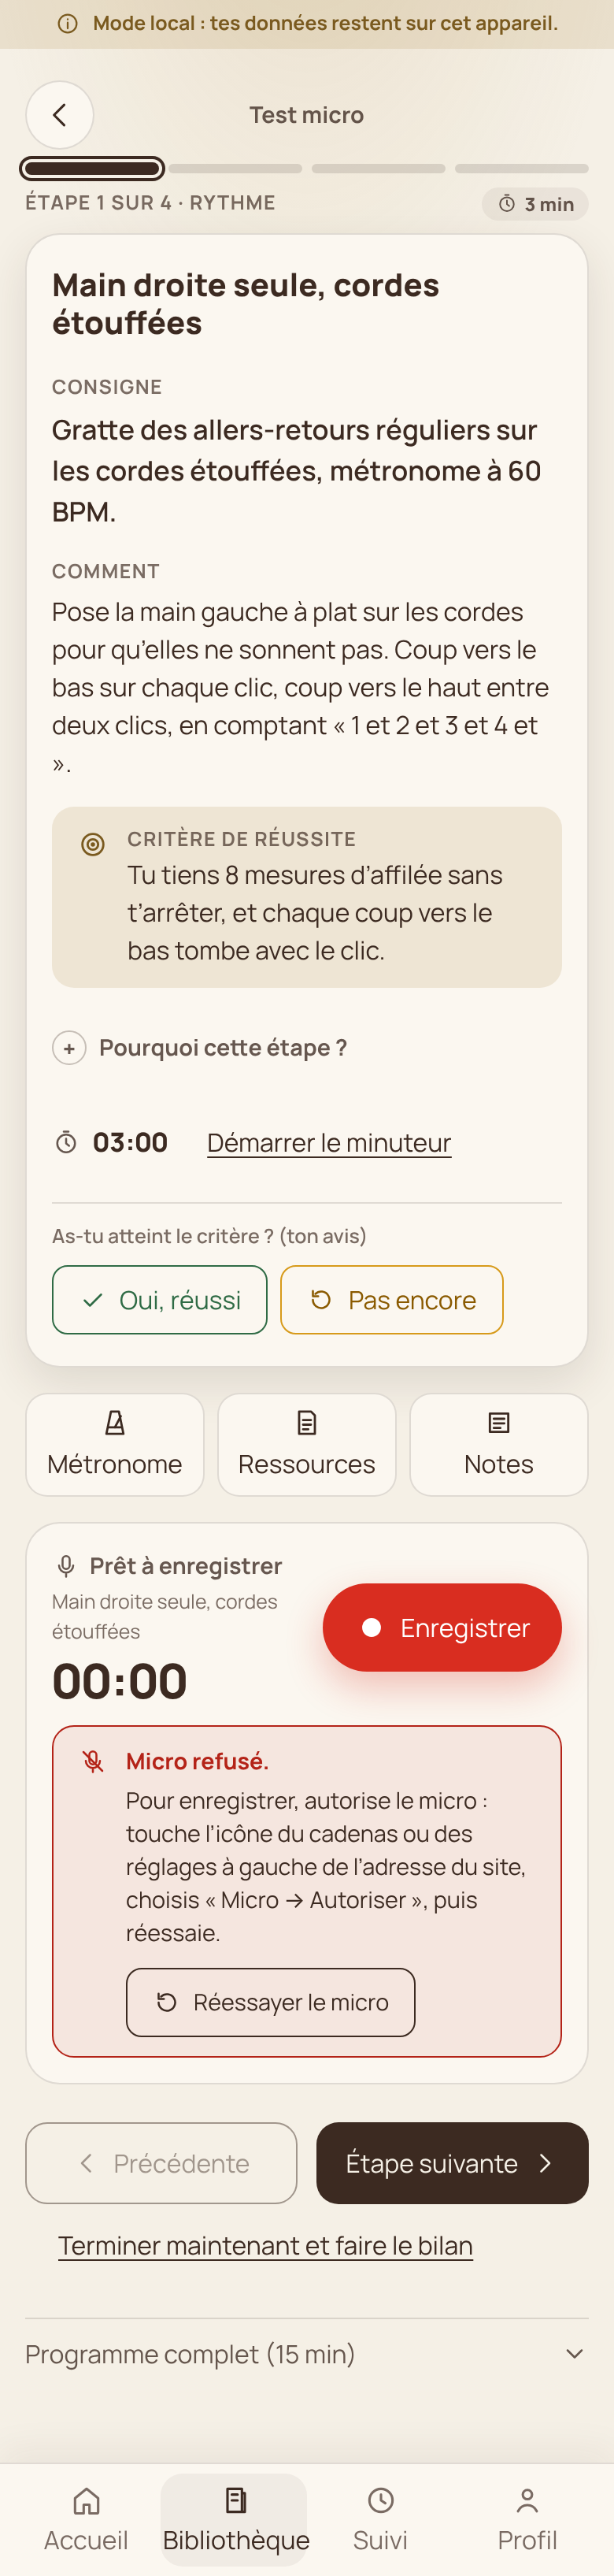 Mode local : tes données restent sur cet appareil.
Test micro
ÉTAPE 1 SUR 4 · RYTHME
3 min
Main droite seule, cordes
étouffées
CONSIGNE
Gratte des allers-retours réguliers sur
les cordes étouffées, métronome à 60
BPM.
COMMENT
Pose la main gauche à plat sur les cordes
pour qu’elles ne sonnent pas. Coup vers le
bas sur chaque clic, coup vers le haut entre
deux clics, en comptant « 1 et 2 et 3 et 4 et
».
CRITÈRE DE RÉUSSITE
Tu tiens 8 mesures d’affilée sans
t’arrêter, et chaque coup vers le
bas tombe avec le clic.
Pourquoi cette étape ?
03:00 Démarrer le minuteur
As-tu atteint le critère ? (ton avis)
Oui, réussi Pas encore
Métronome Ressources Notes
Prêt à enregistrer
Main droite seule, cordes
étouffées
00:00
Enregistrer
Micro refusé.
Pour enregistrer, autorise le micro :
touche l’icône du cadenas ou des
réglages à gauche de l’adresse du site,
choisis « Micro → Autoriser », puis
réessaie.
Réessayer le micro
Précédente Étape suivante
Terminer maintenant et faire le bilan
Programme complet (15 min)
Accueil Bibliothèque Suivi Profil